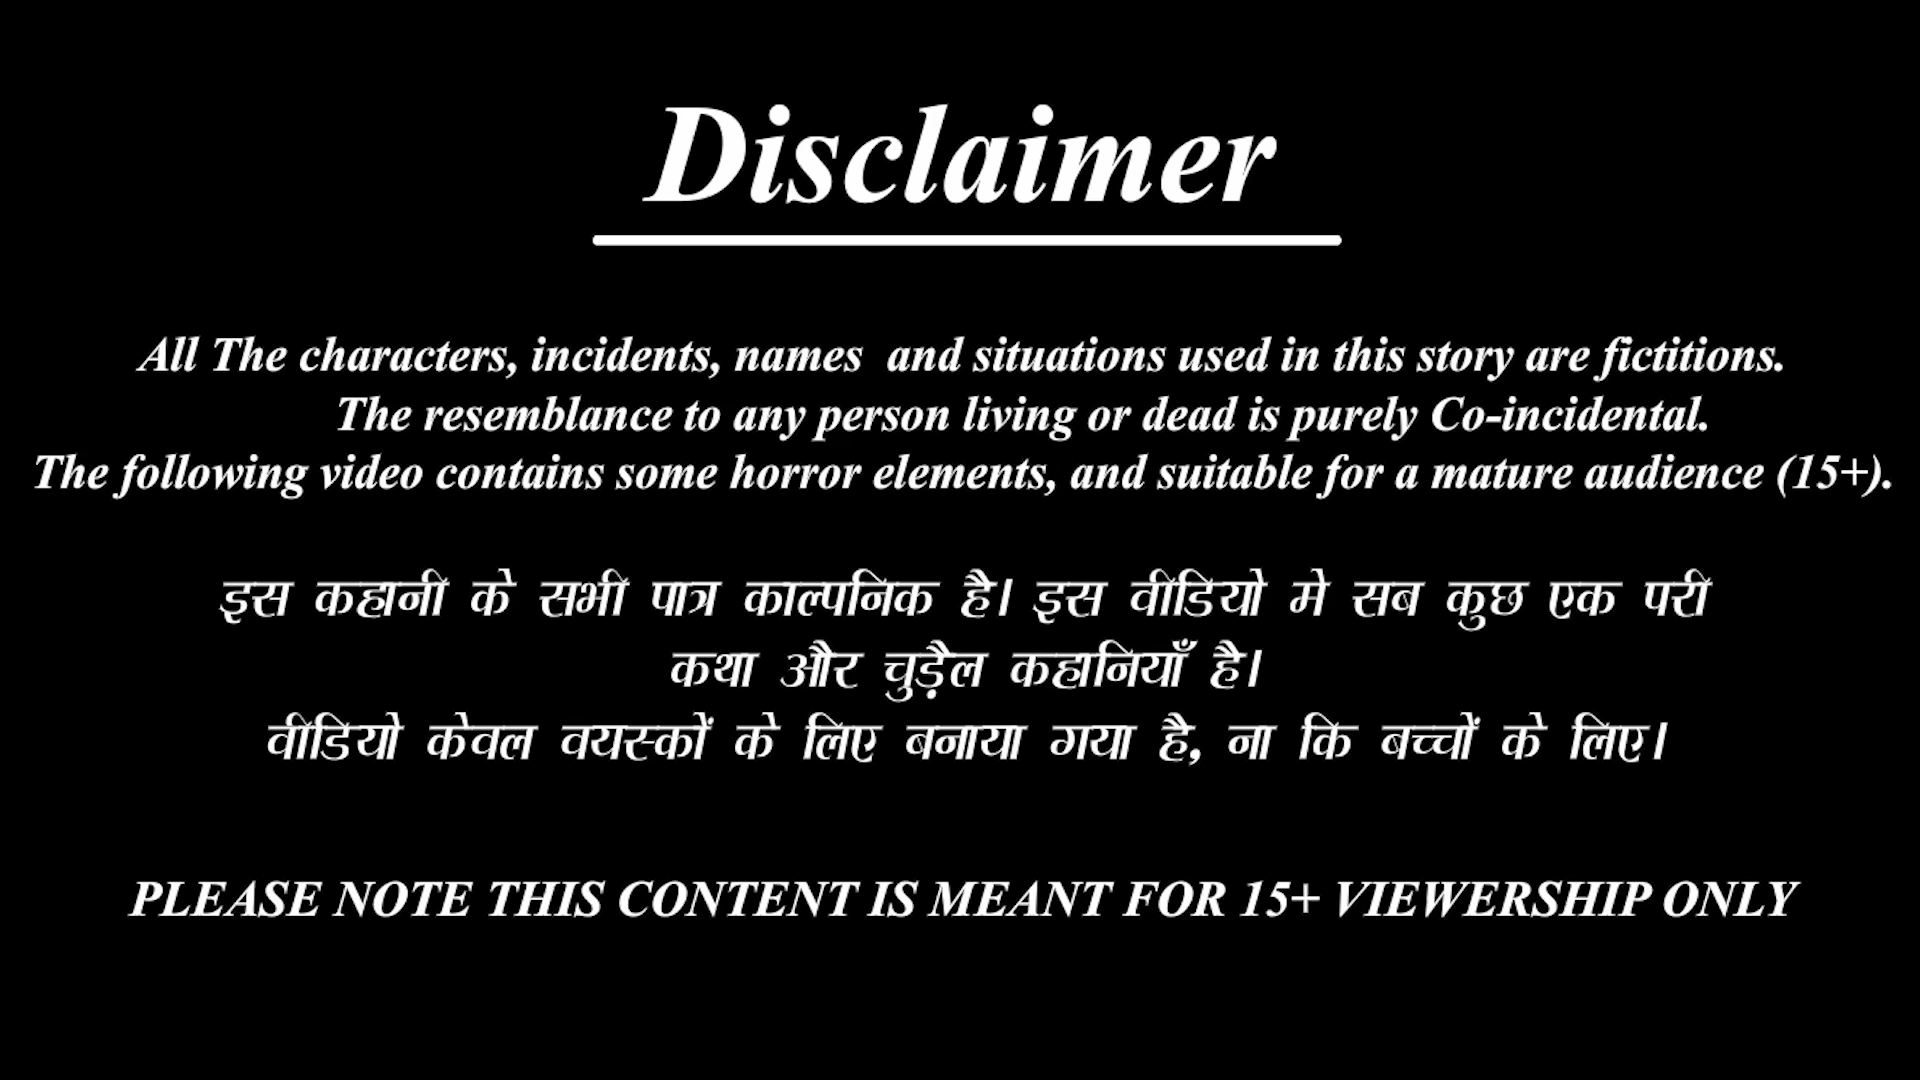 Disclaimer
All The characters, incidents, names and situations used in this story are fictitions.
The resemblance to any person living or dead is purely Co-incidental.
The following video contains some horror elements, and suitable for a mature audience (15+).
इस कहानी के सभी पात्र काल्पनिक है। इस वीडियो मे सब कुछ एक परी
कथा और चुड़ैल कहानियाँ है।
वीडियो केवल वयस्कों के लिए बनाया गया है, ना कि बच्चों के लिए।
PLEASE NOTE THIS CONTENT IS MEANT FOR 15+ VIEWERSHIP ONLY